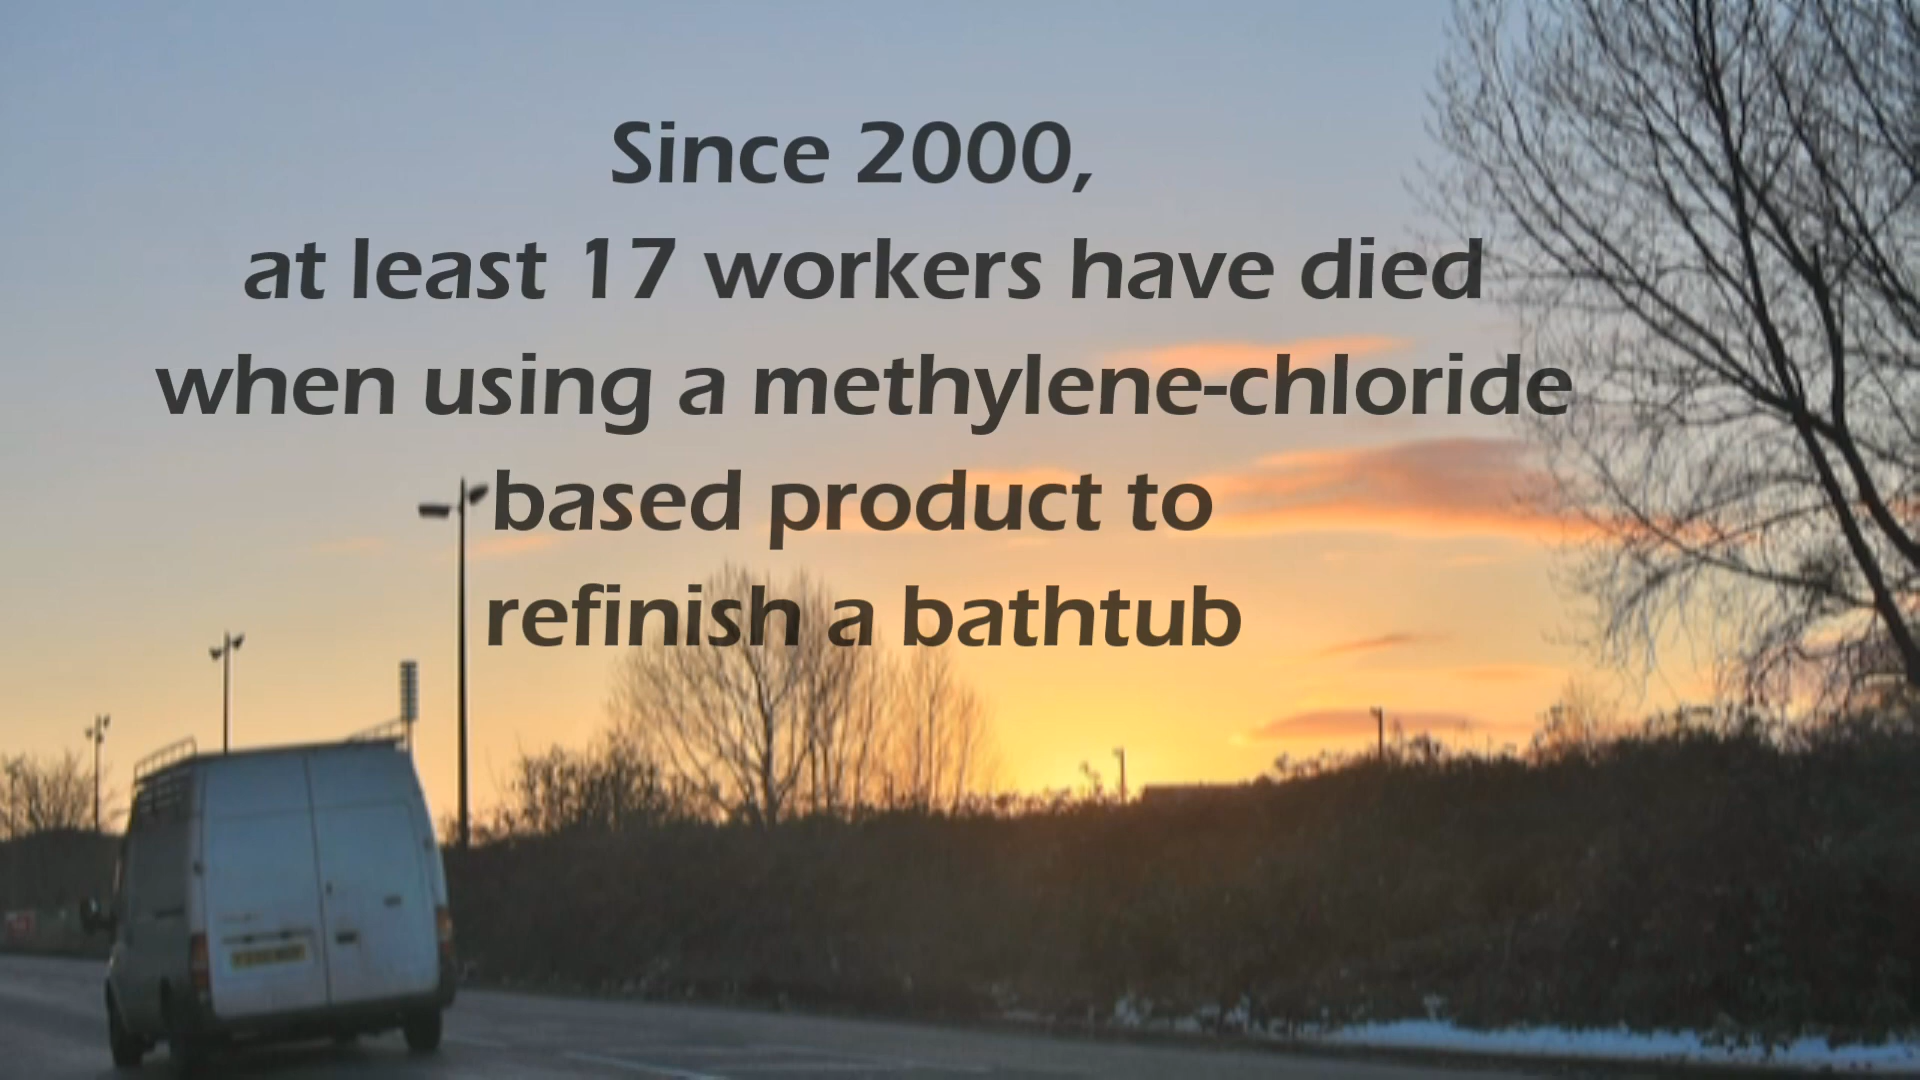 Since 2000,
at least 17 workers have died
when using a methylene-chloride
based product to
refinish a bathtub